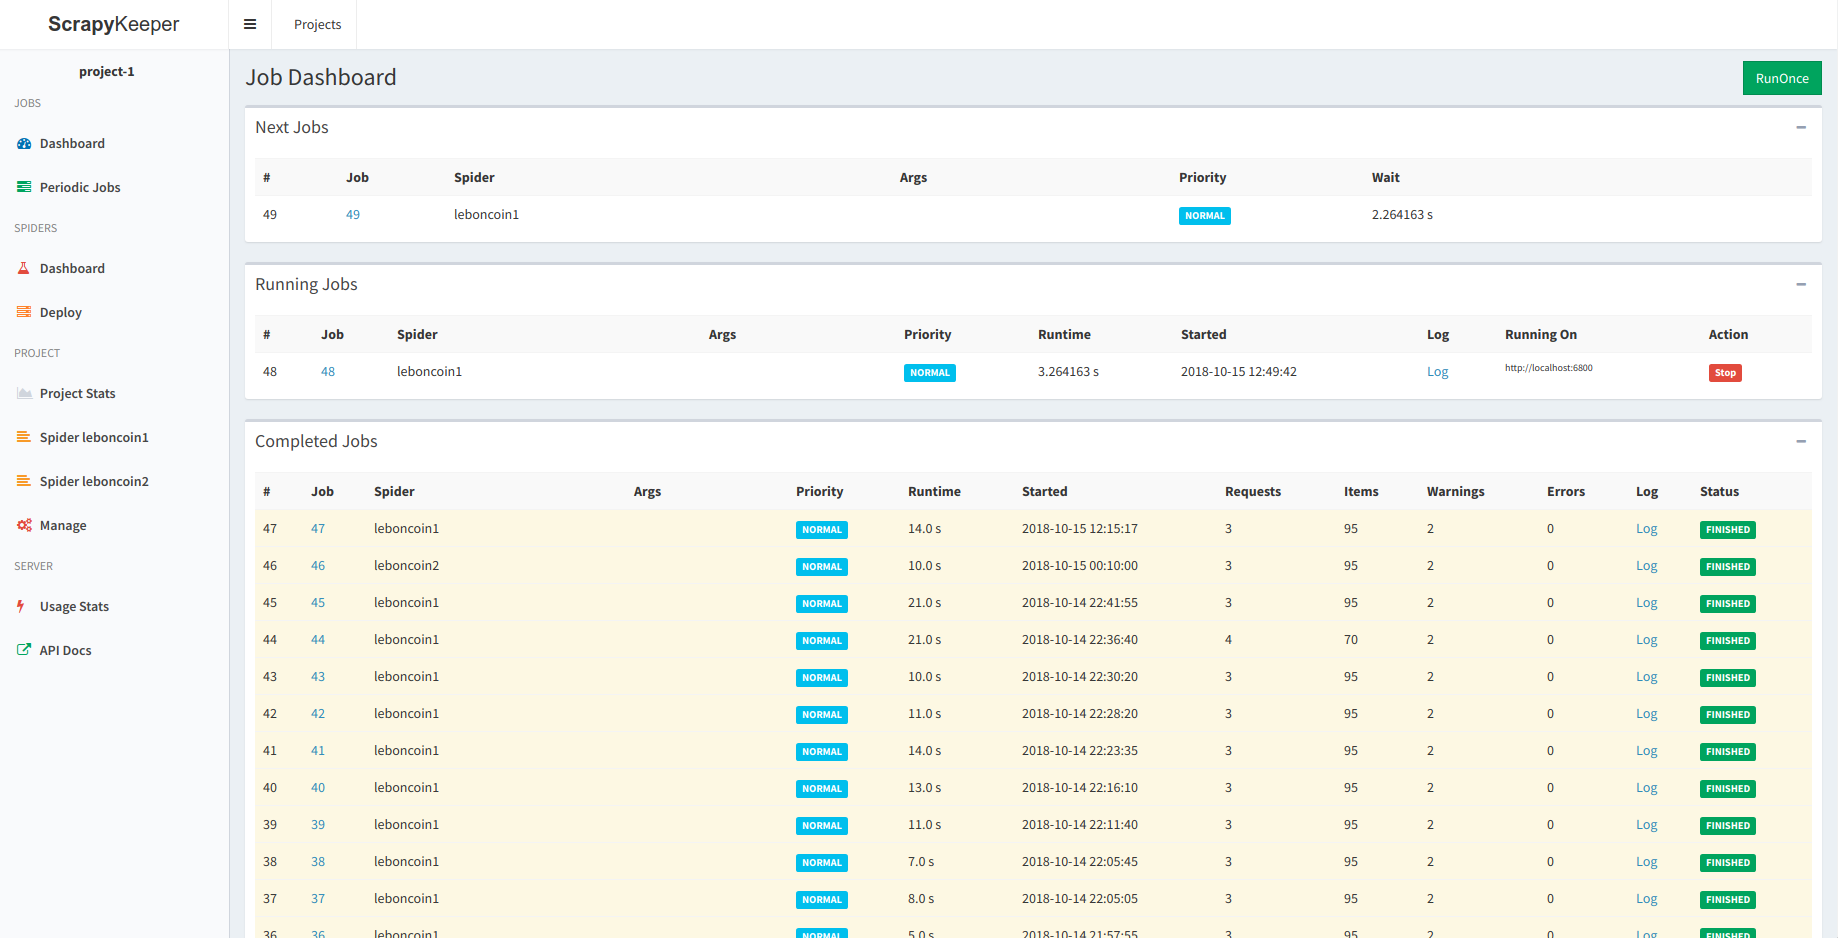 ScrapyKeeper
Projects
project-1
JOBS
Dashboard
Periodic Jobs
SPIDERS
Dashboard
Deploy
PROJECT
Project Stats
Spider leboncoin1
Spider leboncoin2
Manage
SERVER
Usage Stats
API Docs
Job Dashboard
RunOnce
Next Jobs
# Job Spider Args Priority Wait
49 49 leboncoin1 NORMAL 2.264163 s
Running Jobs
# Job Spider Args Priority Runtime Started Log Running On Action
48 48 leboncoin1 NORMAL 3.264163 s 2018-10-15 12:49:42 Log http://localhost:6800 Stop
Completed Jobs
# Job Spider Args Priority Runtime Started Requests Items Warnings Errors Log Status
47 47 leboncoin1 NORMAL 14.0 s 2018-10-15 12:15:17 3 95 2 0 Log FINISHED
46 46 leboncoin2 NORMAL 10.0 s 2018-10-15 00:10:00 3 95 2 0 Log FINISHED
45 45 leboncoin1 NORMAL 21.0 s 2018-10-14 22:41:55 3 95 2 0 Log FINISHED
44 44 leboncoin1 NORMAL 21.0 s 2018-10-14 22:36:40 4 70 2 0 Log FINISHED
43 43 leboncoin1 NORMAL 10.0 s 2018-10-14 22:30:20 3 95 2 0 Log FINISHED
42 42 leboncoin1 NORMAL 11.0 s 2018-10-14 22:28:20 3 95 2 0 Log FINISHED
41 41 leboncoin1 NORMAL 14.0 s 2018-10-14 22:23:35 3 95 2 0 Log FINISHED
40 40 leboncoin1 NORMAL 13.0 s 2018-10-14 22:16:10 3 95 2 0 Log FINISHED
39 39 leboncoin1 NORMAL 11.0 s 2018-10-14 22:11:40 3 95 2 0 Log FINISHED
38 38 leboncoin1 NORMAL 7.0 s 2018-10-14 22:05:45 3 95 2 0 Log FINISHED
37 37 leboncoin1 NORMAL 8.0 s 2018-10-14 22:05:05 3 95 2 0 Log FINISHED
36 36 leboncoin1 NORMAL 5.0 s 2018-10-14 21:57:55 3 95 2 0 Log FINISHED